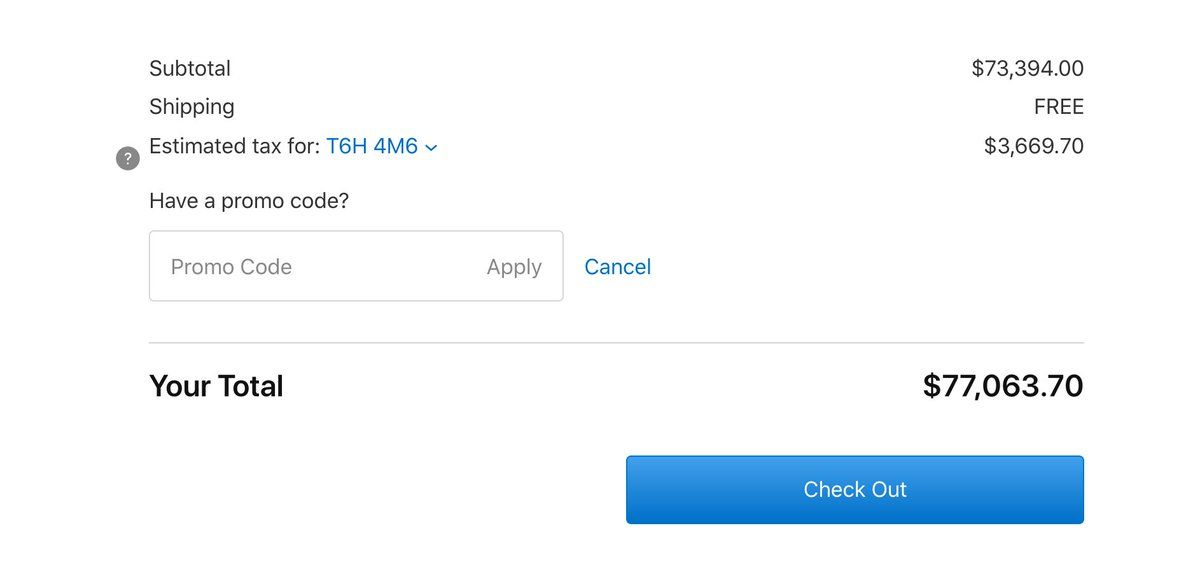 Subtotal $73,394.00
Shipping FREE
? Estimated tax for: T6H 4M6 $3,669.70
Have a promo code?
Promo Code Apply Cancel
Your Total $77,063.70
Check Out